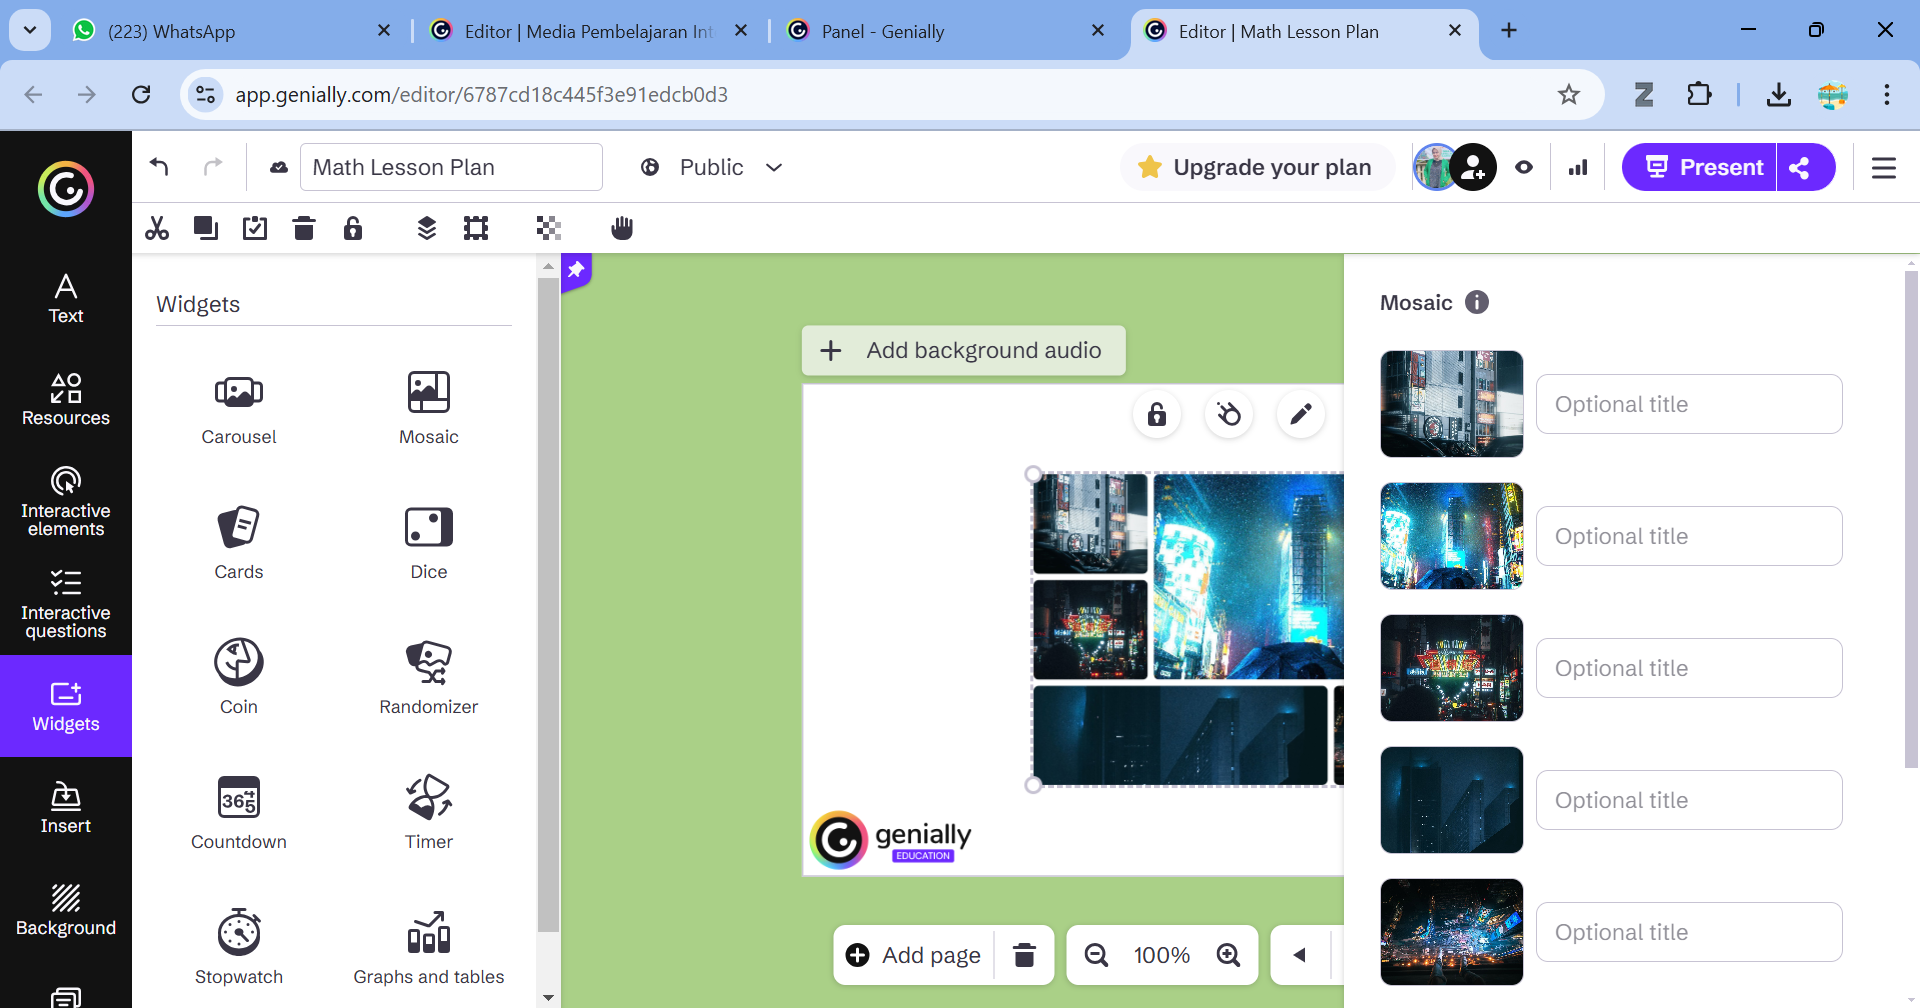 (223) WhatsApp
Editor | Media Pembelajaran Int
Panel - Genially
Editor | Math Lesson Plan
app.genially.com/editor/6787cd18c445f3e91edcb0d3
Math Lesson Plan
Public
Upgrade your plan
Present
Text
Resources
Interactive
elements
Interactive
questions
Widgets
Insert
Background
Widgets
Carousel
Mosaic
Cards
Dice
Coin
Randomizer
365
Countdown
Timer
Stopwatch
Graphs and tables
Add background audio
genially
EDUCATION
Add page
100%
Mosaic
Optional title
Optional title
Optional title
Optional title
Optional title